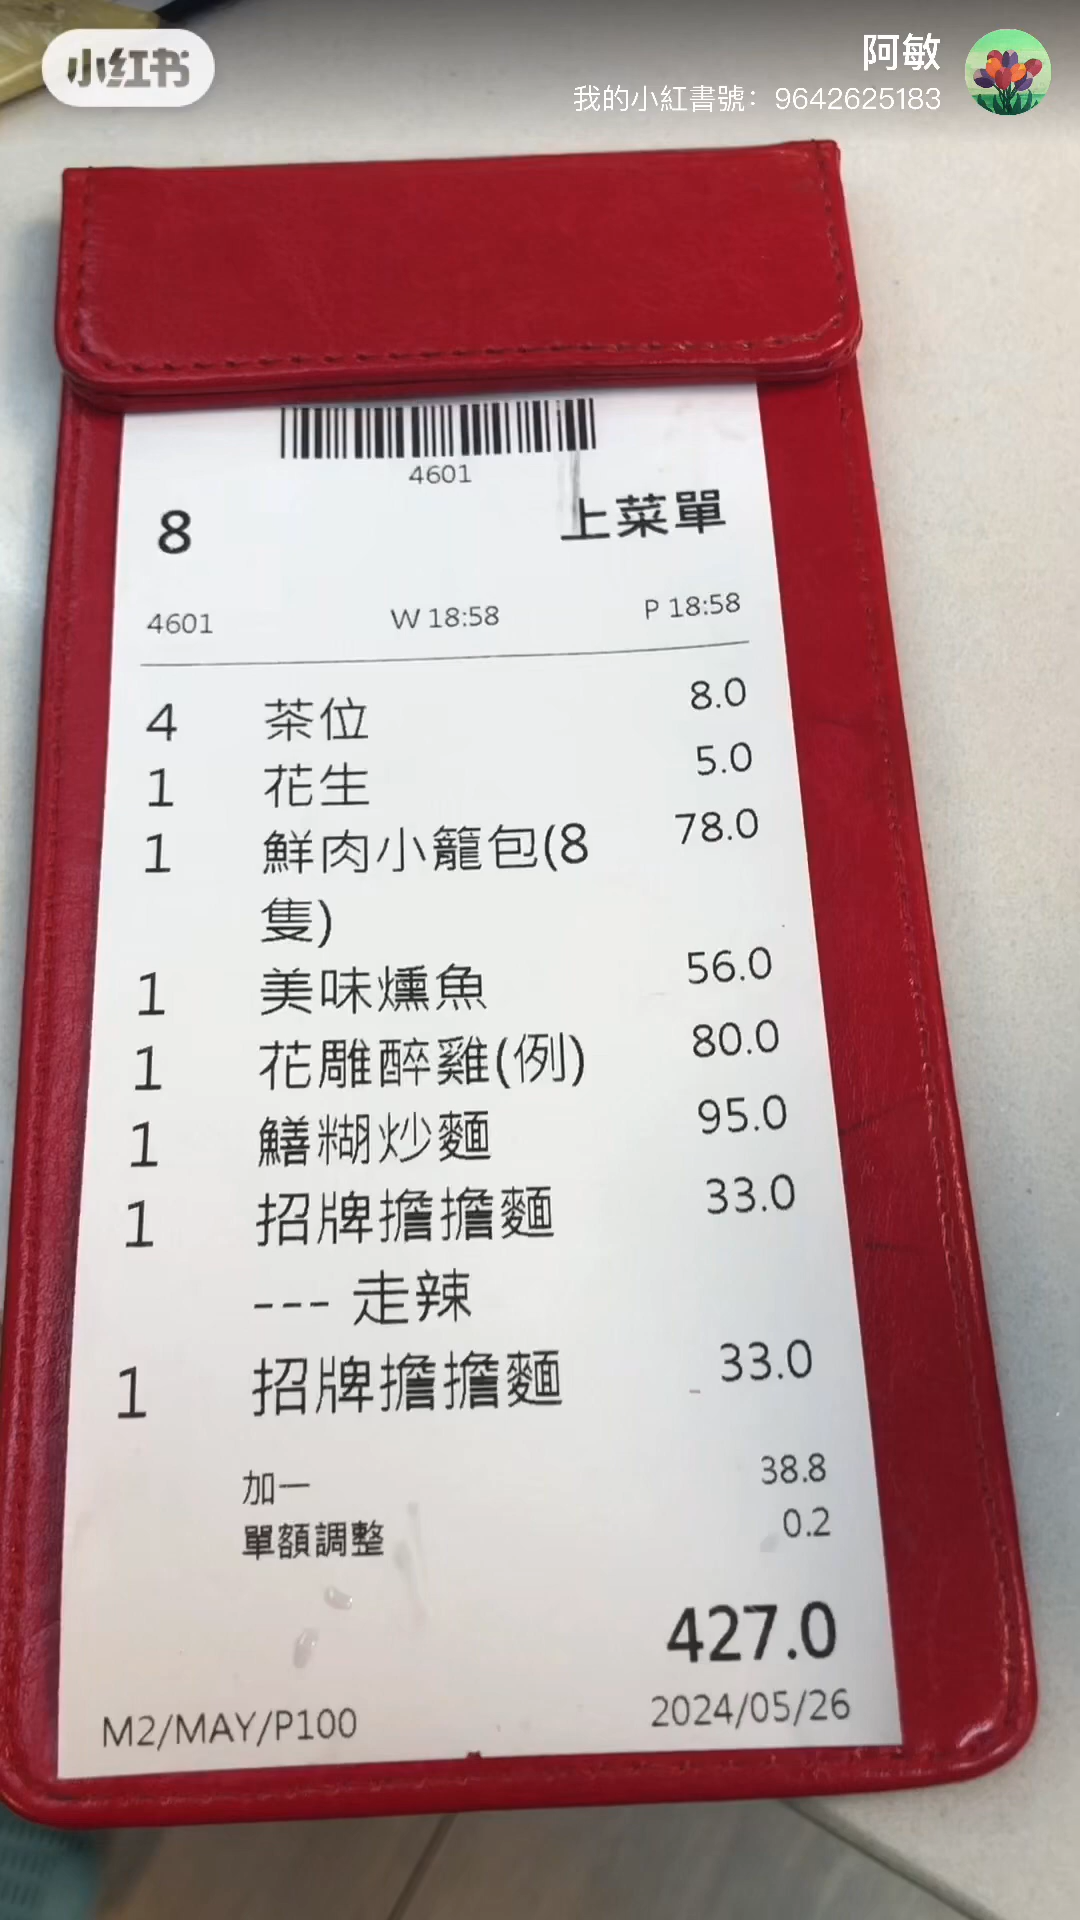 小红书
阿敏
我的小紅書號：9642625183
4601
8 上菜單
4601 W 18:58 P 18:58
4 茶位 8.0
1 花生 5.0
1 鮮肉小籠包(8 78.0
隻)
1 美味燻魚 56.0
1 花雕醉雞(例) 80.0
1 鱔糊炒麵 95.0
1 招牌擔擔麵 33.0
--- 走辣
1 招牌擔擔麵 33.0
加一 38.8
單額調整 0.2
427.0
M2/MAY/P100 2024/05/26